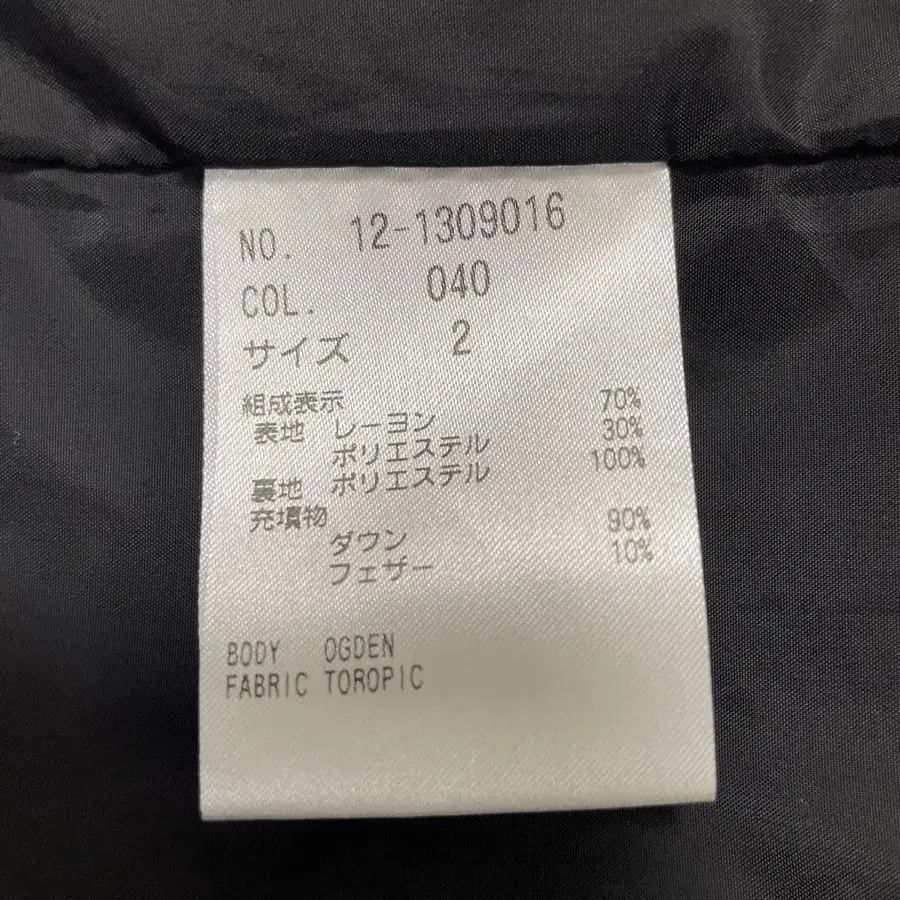 NO. 12-1309016
COL. 040
サイズ 2
組成表示
表地 レーヨン 70%
ポリエステル 30%
裏地 ポリエステル 100%
充填物
ダウン 90%
フェザー 10%
BODY OGDEN
FABRIC TOROPIC